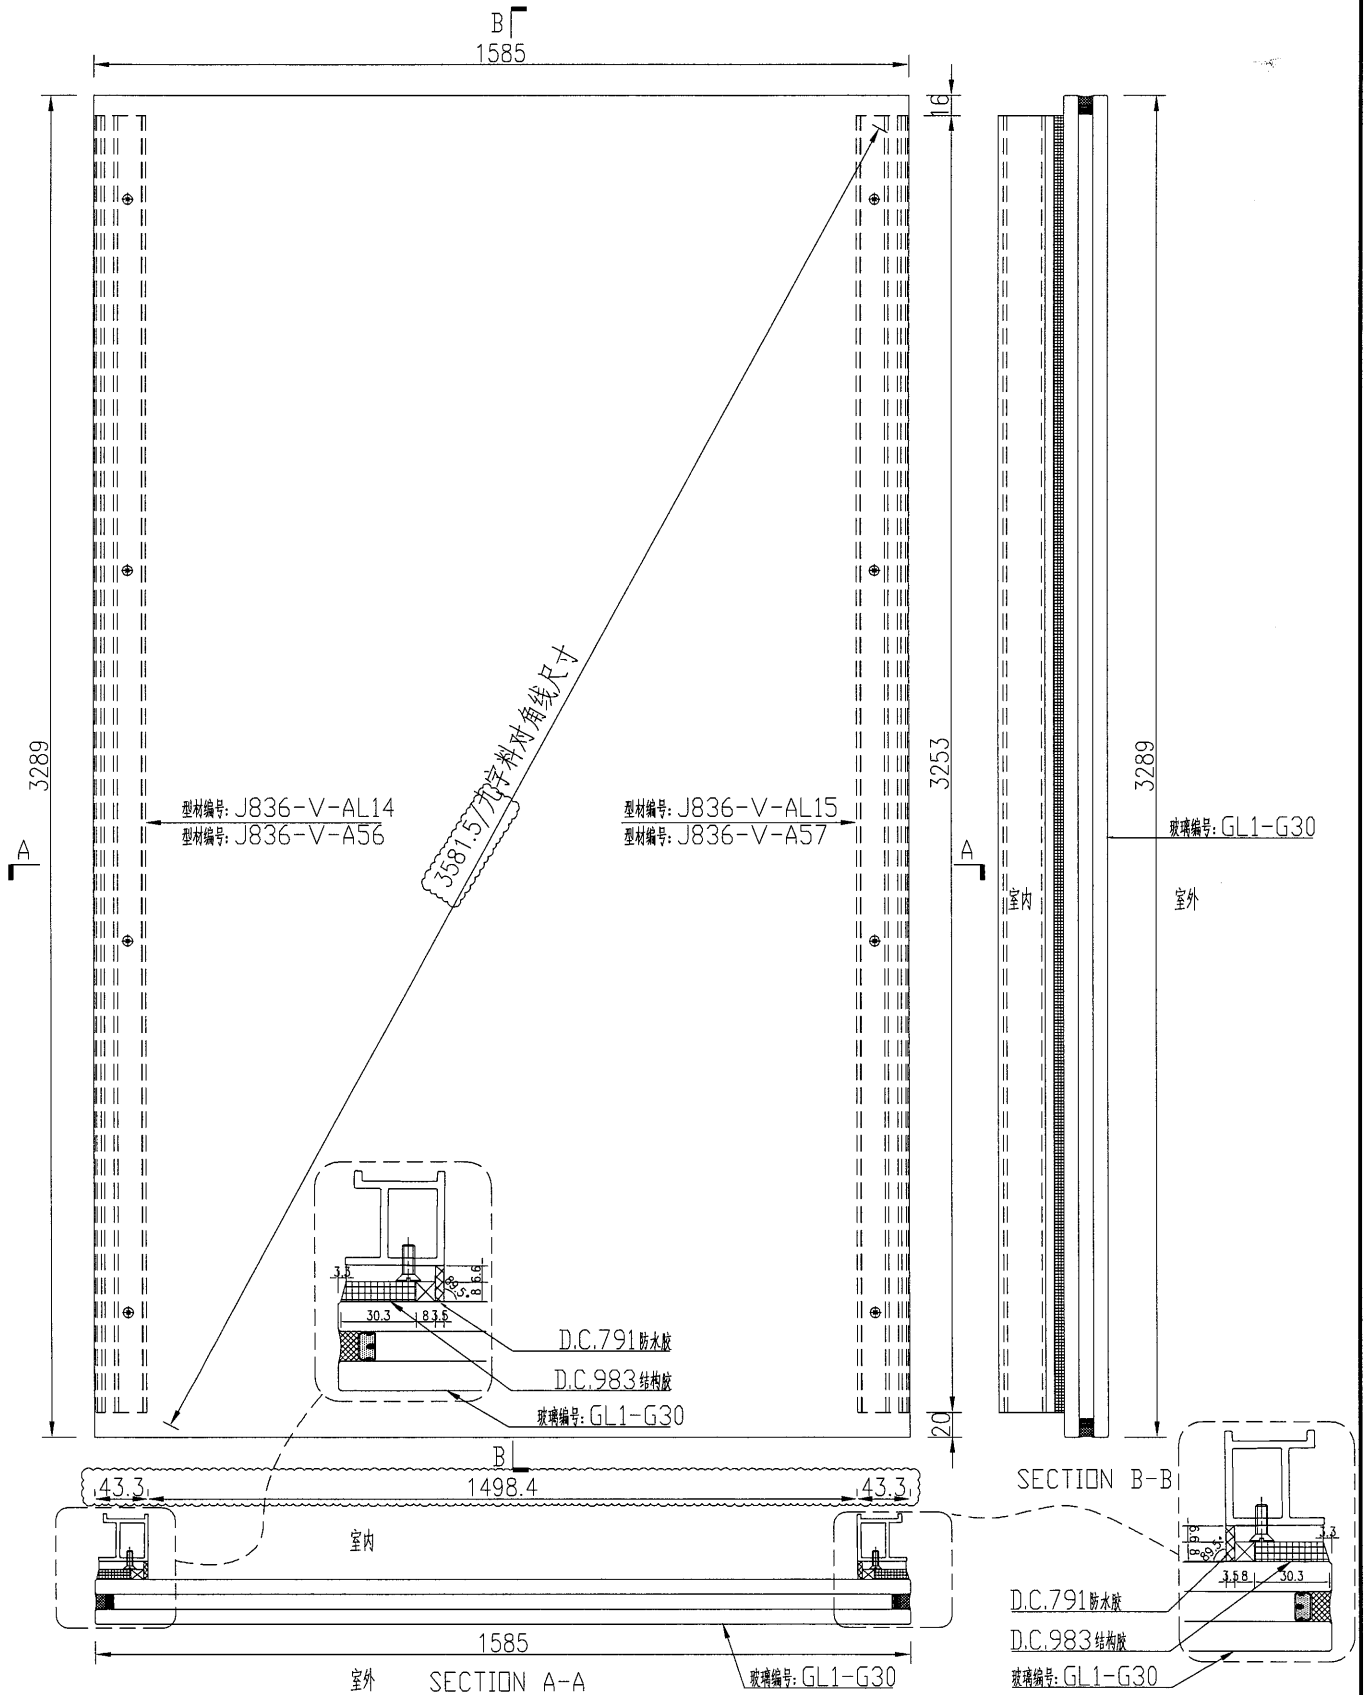 B
1585
16
3289
3581.5几字料对角线尺寸
型材编号: J836-V-AL14
型材编号: J836-V-A56
型材编号: J836-V-AL15
型材编号: J836-V-A57
3253
3289
玻璃编号: GL1-G30
A
A
室内
室外
3.3
6.6
8
89.5°
30.3
8
3.5
D.C.791防水胶
D.C.983结构胶
玻璃编号: GL1-G30
20
B
43.3
1498.4
43.3
SECTION B-B
室内
6.6
8
89.5°
3.3
3.5
8
30.3
D.C.791防水胶
D.C.983结构胶
玻璃编号: GL1-G30
1585
室外
SECTION A-A
玻璃编号: GL1-G30